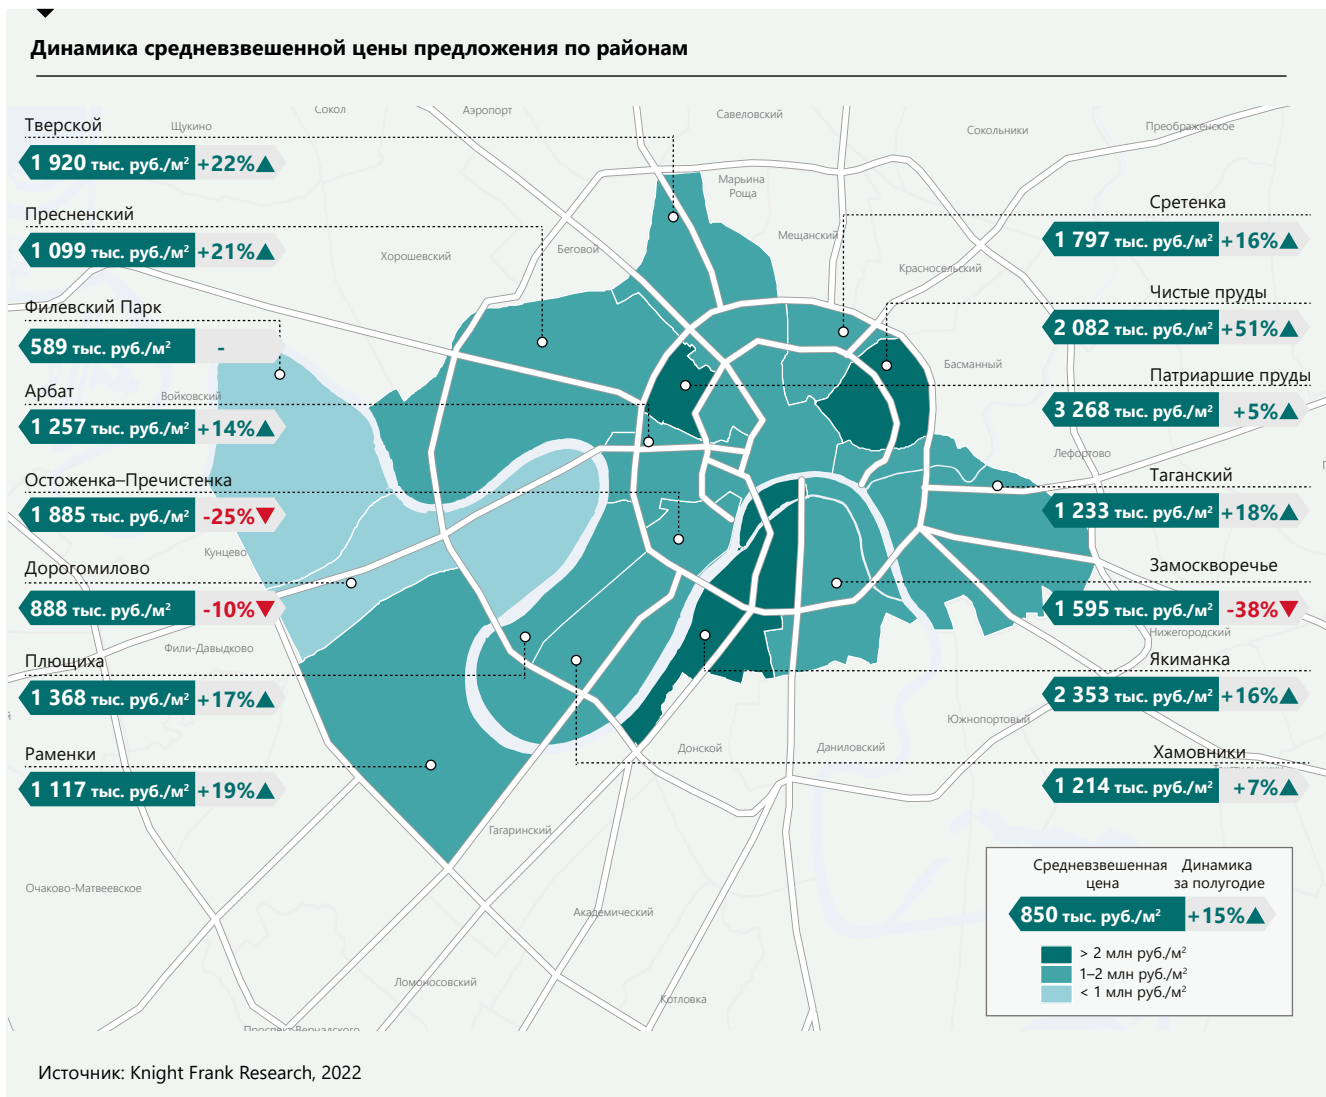 Динамика средневзвешенной цены предложения по районам
Сокол
Аэропорт
Савеловский
Щукино
Сокольники
Преображенское
Марьина
Роща
Мещанский
Беговой
Хорошевский
Красносельский
Басманный
Войковский
Лефортово
Кунцево
Фили-Давыдково
Нижегородский
Южнопортовый
Донской
Даниловский
Гагаринский
Очаково-Матвеевское
Академический
Ломоносовский
Котловка
Проспект Вернадского
Тверской
1 920 тыс. руб./м² +22%
Пресненский
1 099 тыс. руб./м² +21%
Филевский Парк
589 тыс. руб./м² -
Арбат
1 257 тыс. руб./м² +14%
Остоженка–Пречистенка
1 885 тыс. руб./м² -25%
Дорогомилово
888 тыс. руб./м² -10%
Плющиха
1 368 тыс. руб./м² +17%
Раменки
1 117 тыс. руб./м² +19%
Сретенка
1 797 тыс. руб./м² +16%
Чистые пруды
2 082 тыс. руб./м² +51%
Патриаршие пруды
3 268 тыс. руб./м² +5%
Таганский
1 233 тыс. руб./м² +18%
Замоскворечье
1 595 тыс. руб./м² -38%
Якиманка
2 353 тыс. руб./м² +16%
Хамовники
1 214 тыс. руб./м² +7%
Средневзвешенная
цена
Динамика
за полугодие
850 тыс. руб./м² +15%
> 2 млн руб./м²
1–2 млн руб./м²
< 1 млн руб./м²
Источник: Knight Frank Research, 2022